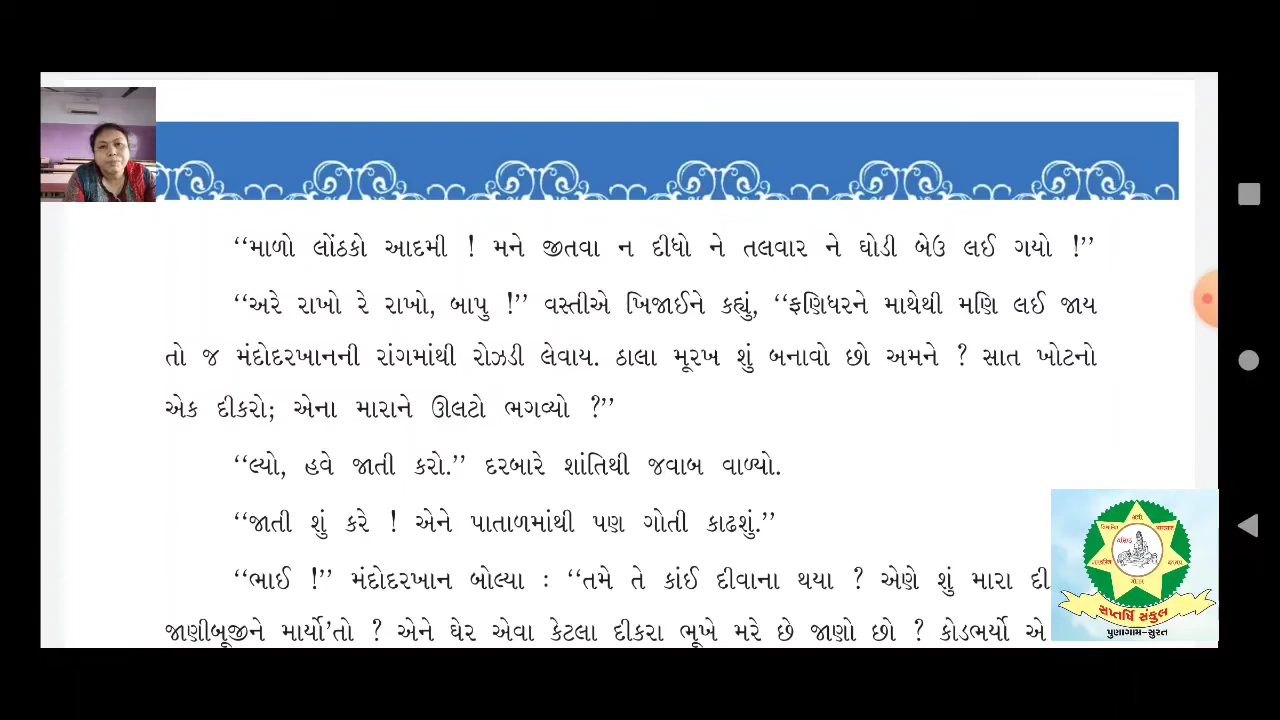 ‘‘માળો લોંઠકો આદમી ! મને જીતવા ન દીધો ને તલવાર ને ઘોડી બેઉ લઈ ગયો !’’
‘‘અરે રાખો રે રાખો, બાપુ !’’ વસ્તીએ ખિજાઈને કહ્યું, ‘‘ફણિધરને માથેથી મણિ લઈ જાય
તો જ મંદોદરખાનની રાંગમાંથી રોઝડી લેવાય. ઠાલા મૂરખ શું બનાવો છો અમને ? સાત ખોટનો
એક દીકરો; એના મારાને ઊલટો ભગવ્યો ?’’
‘‘લ્યો, હવે જાતી કરો.’’ દરબારે શાંતિથી જવાબ વાળ્યો.
‘‘જાતી શું કરે ! એને પાતાળમાંથી પણ ગોતી કાઢશું.’’
‘‘ભાઈ !’’ મંદોદરખાન બોલ્યા : ‘‘તમે તે કાંઈ દીવાના થયા ? એણે શું મારા દી
જાણીબૂજીને માર્યો’તો ? એને ઘેર એવા કેટલા દીકરા ભૂખે મરે છે જાણો છો ? કોડભર્યો એ
સપ્તર્ષિ સંકુલ
પુણાગામ-સુરત